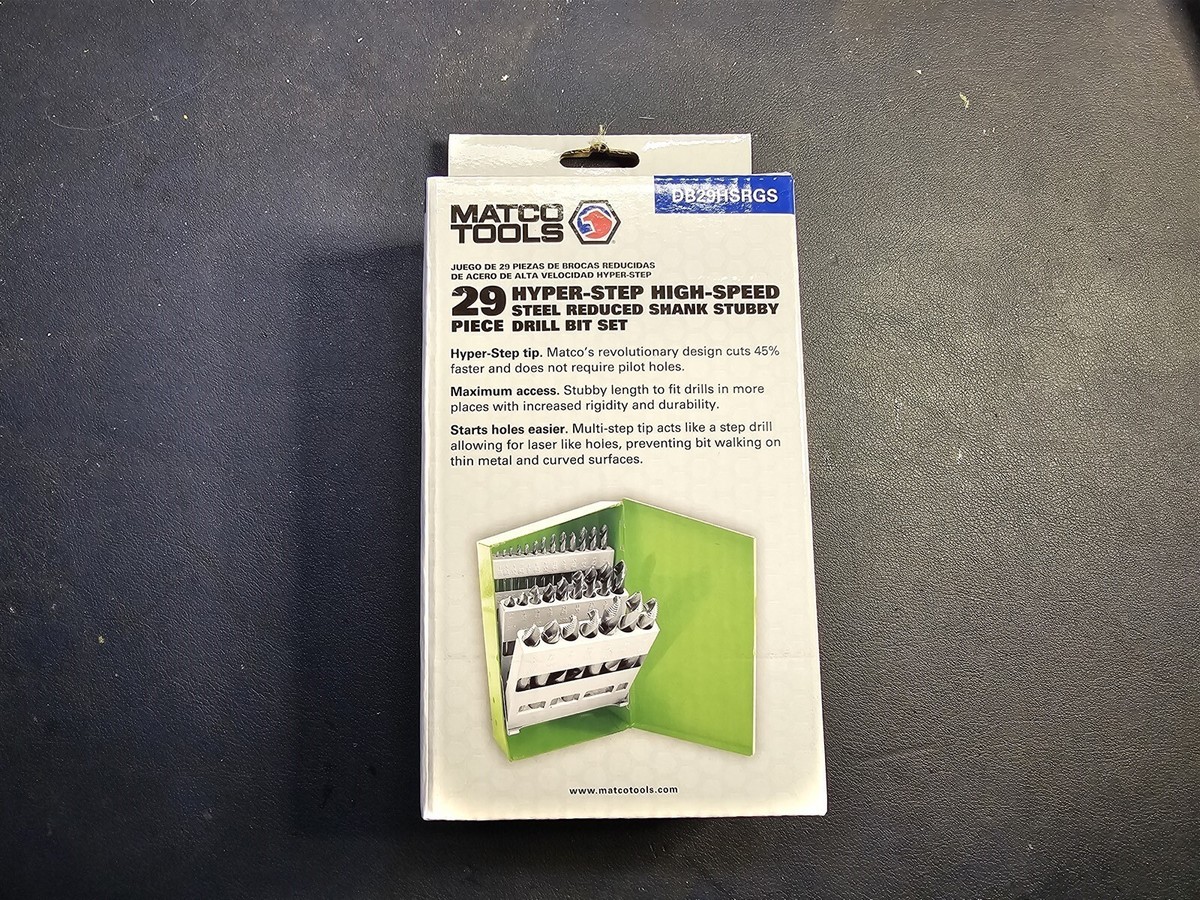 DB29HSRGS
MATCO
TOOLS
JUEGO DE 29 PIEZAS DE BROCAS REDUCIDAS
DE ACERO DE ALTA VELOCIDAD HYPER-STEP
29 HYPER-STEP HIGH-SPEED
STEEL REDUCED SHANK STUBBY
PIECE DRILL BIT SET
Hyper-Step tip. Matco's revolutionary design cuts 45%
faster and does not require pilot holes.
Maximum access. Stubby length to fit drills in more
places with increased rigidity and durability.
Starts holes easier. Multi-step tip acts like a step drill
allowing for laser like holes, preventing bit walking on
thin metal and curved surfaces.
www.matcotools.com